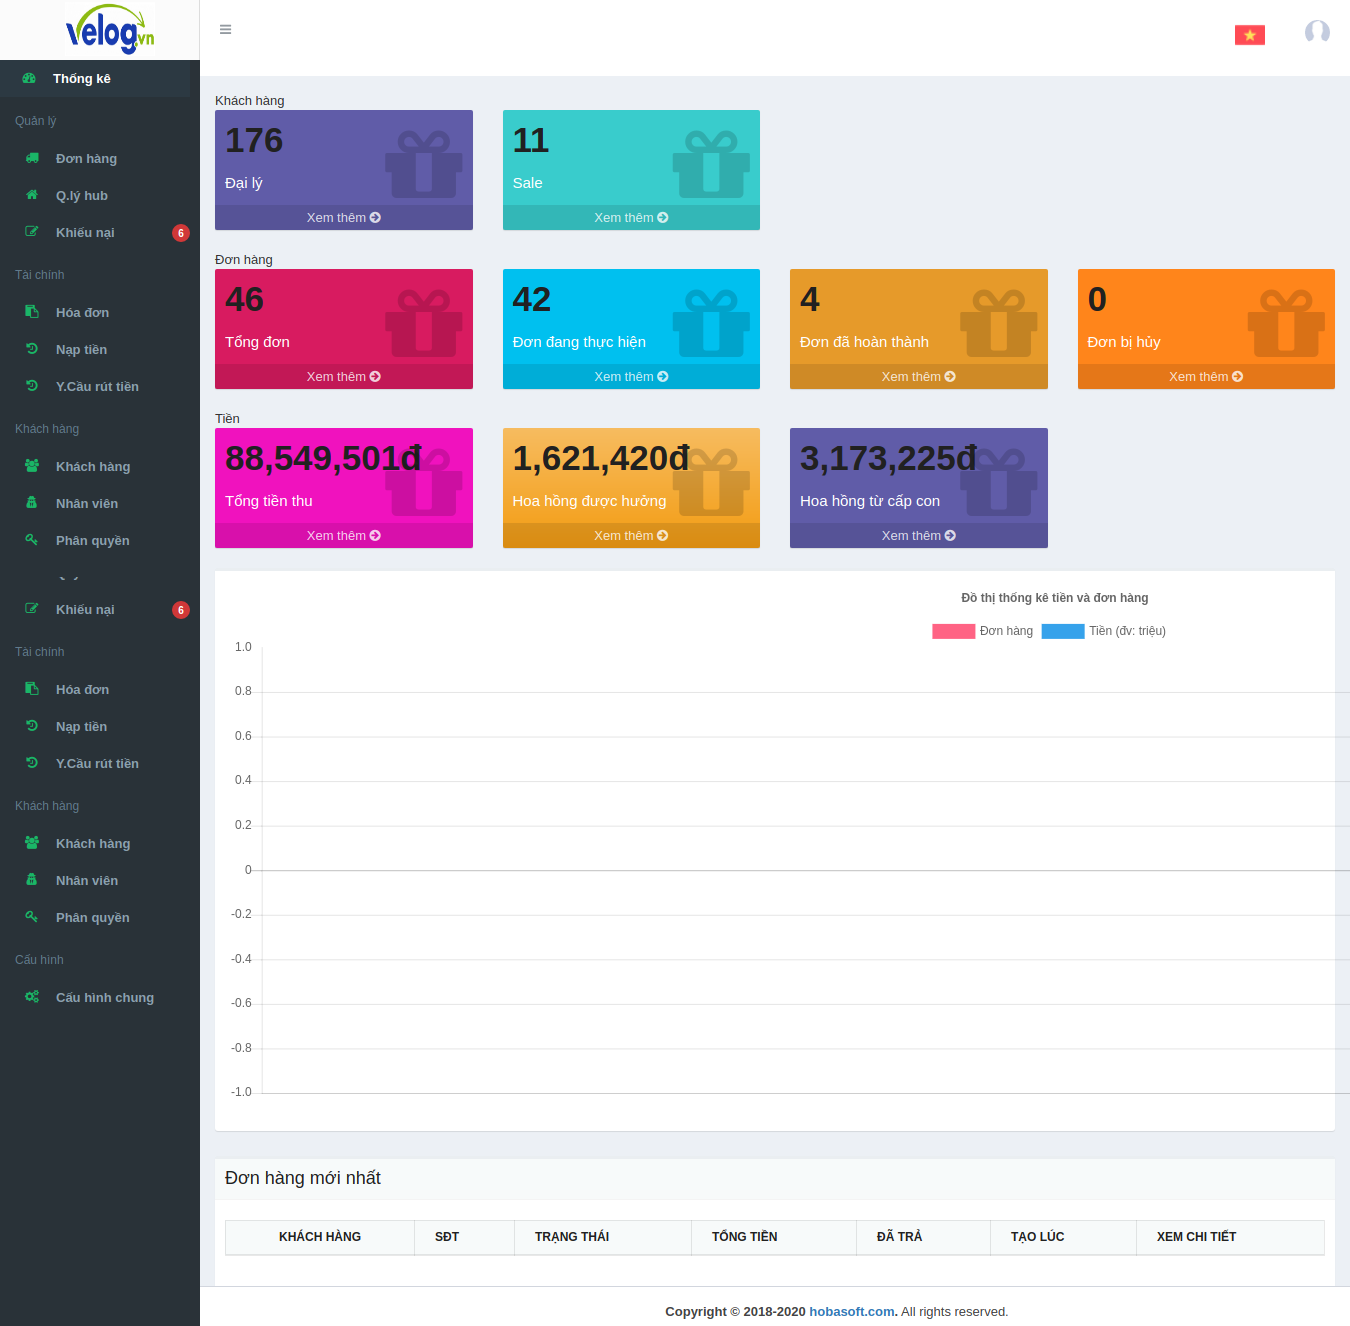 Velog.vn
Thống kê
Quản lý
Đơn hàng
Q.lý hub
Khiếu nại 6
Tài chính
Hóa đơn
Nạp tiền
Y.Cầu rút tiền
Khách hàng
Khách hàng
Nhân viên
Phân quyền
Khiếu nại 6
Tài chính
Hóa đơn
Nạp tiền
Y.Cầu rút tiền
Khách hàng
Khách hàng
Nhân viên
Phân quyền
Cấu hình
Cấu hình chung
Khách hàng
176
Đại lý
Xem thêm
11
Sale
Xem thêm
Đơn hàng
46
Tổng đơn
Xem thêm
42
Đơn đang thực hiện
Xem thêm
4
Đơn đã hoàn thành
Xem thêm
0
Đơn bị hủy
Xem thêm
Tiền
88,549,501đ
Tổng tiền thu
Xem thêm
1,621,420đ
Hoa hồng được hưởng
Xem thêm
3,173,225đ
Hoa hồng từ cấp con
Xem thêm
Đồ thị thống kê tiền và đơn hàng
Đơn hàng Tiền (đv: triệu)
1.0
0.8
0.6
0.4
0.2
0
-0.2
-0.4
-0.6
-0.8
-1.0
Đơn hàng mới nhất
KHÁCH HÀNG SĐT TRẠNG THÁI TỔNG TIỀN ĐÃ TRẢ TẠO LÚC XEM CHI TIẾT
Copyright © 2018-2020 hobasoft.com. All rights reserved.